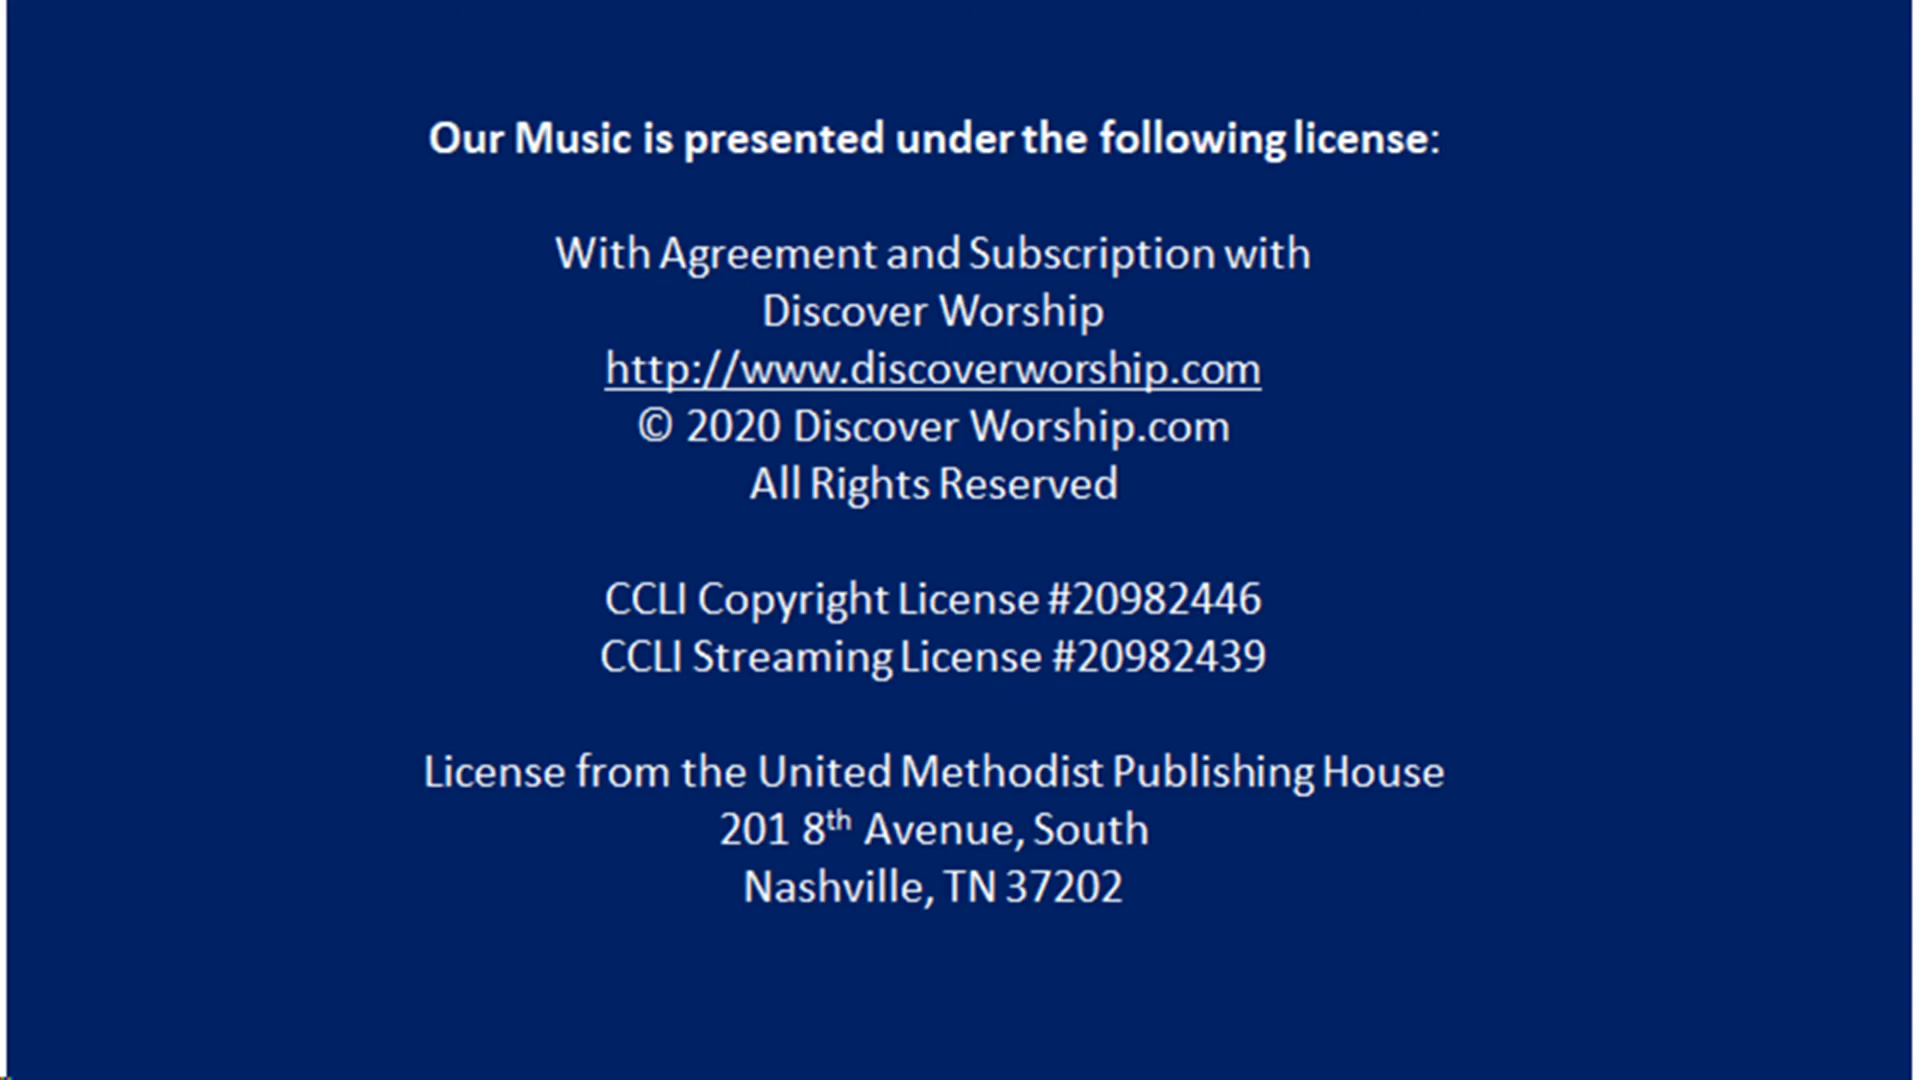 Our Music is presented under the following license:
With Agreement and Subscription with
Discover Worship
http://www.discoverworship.com
© 2020 Discover Worship.com
All Rights Reserved
CCLI Copyright License #20982446
CCLI Streaming License #20982439
License from the United Methodist Publishing House
201 8th Avenue, South
Nashville, TN 37202